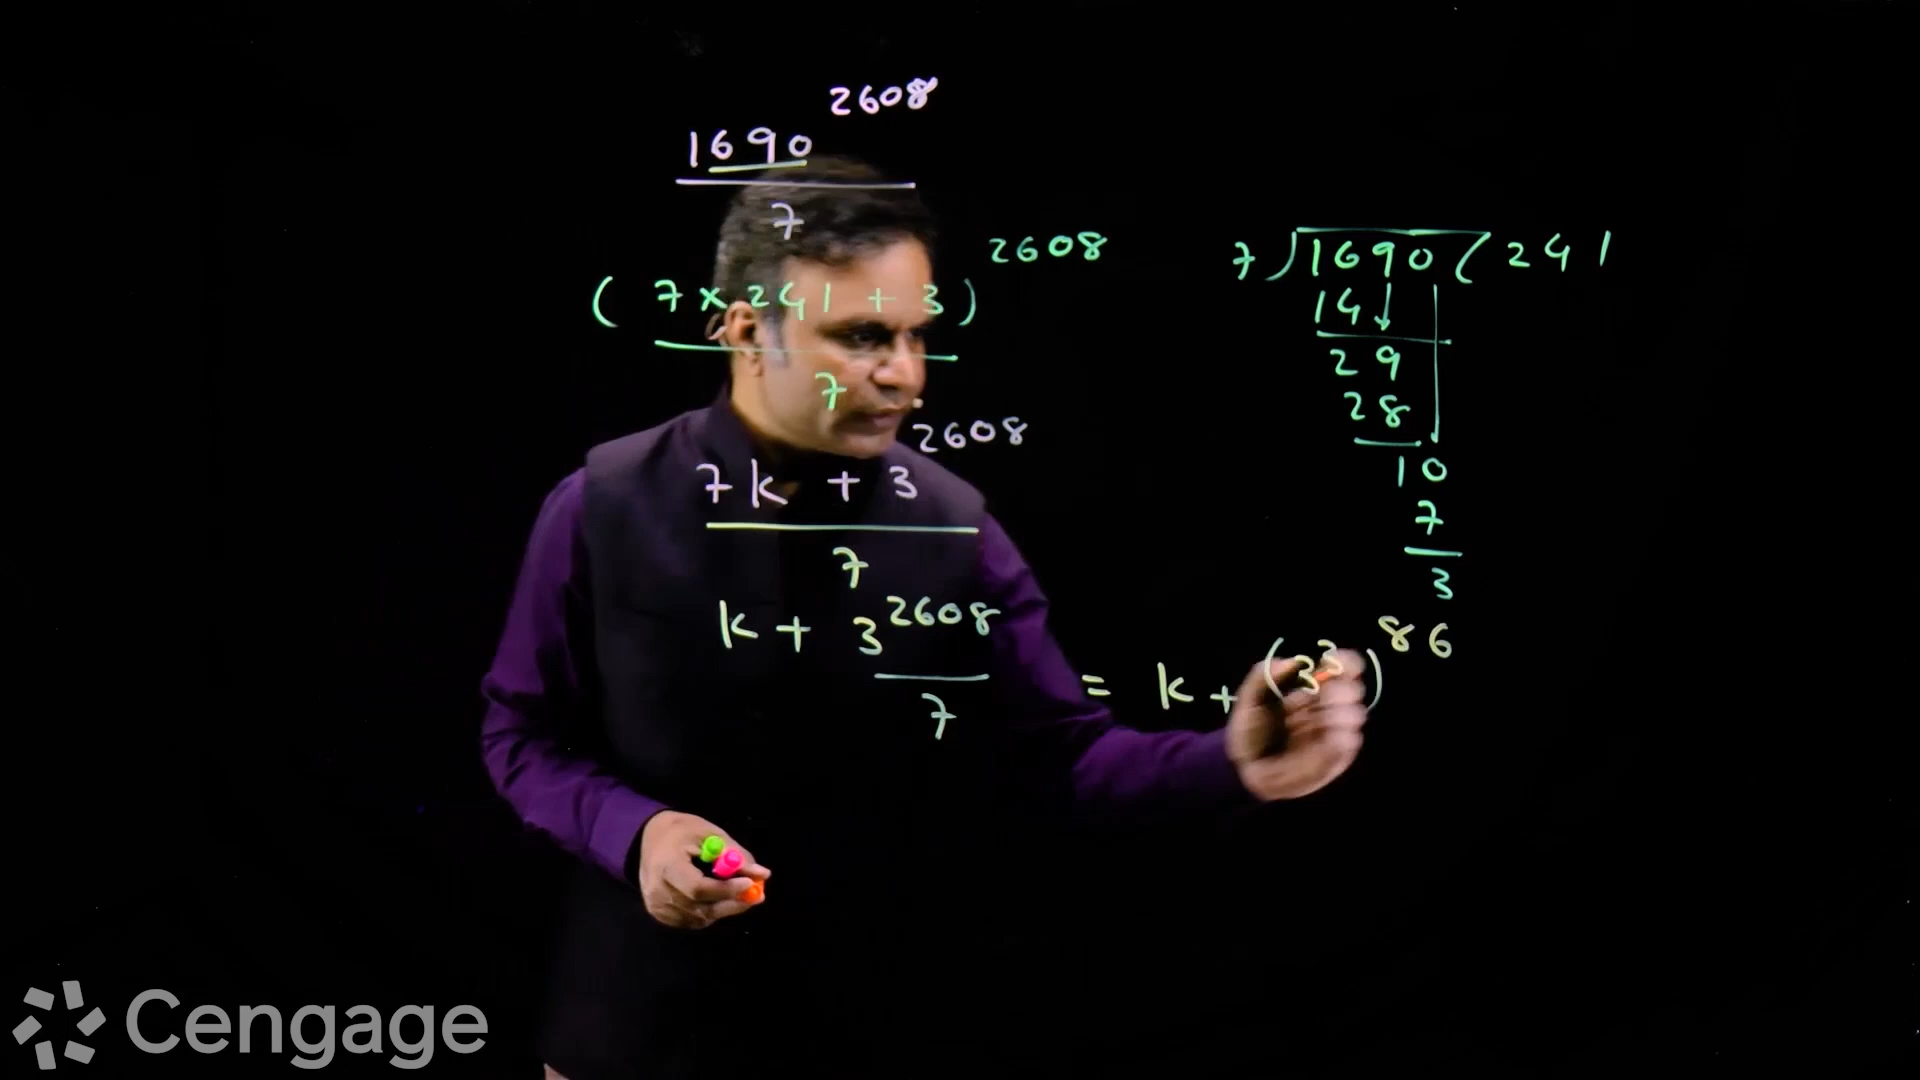 2608
1690
7
( 7 x 241 + 3 ) 2608
7
7k + 3 2608
7
k + 3 2608
7
= k + (3 3) 86
7 ) 1690 ( 241
14
29
28
10
7
3
Cengage